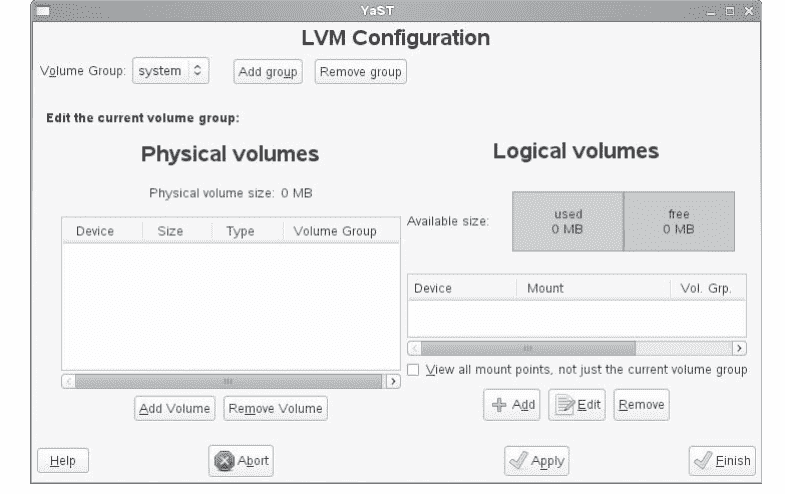 YaST
LVM Configuration
Volume Group: system Add group Remove group
Edit the current volume group:
Physical volumes
Physical volume size: 0 MB
Device Size Type Volume Group
Add Volume Remove Volume
Logical volumes
Available size: used 0 MB free 0 MB
Device Mount Vol. Grp.
View all mount points, not just the current volume group
Add Edit Remove
Help Abort Apply Finish